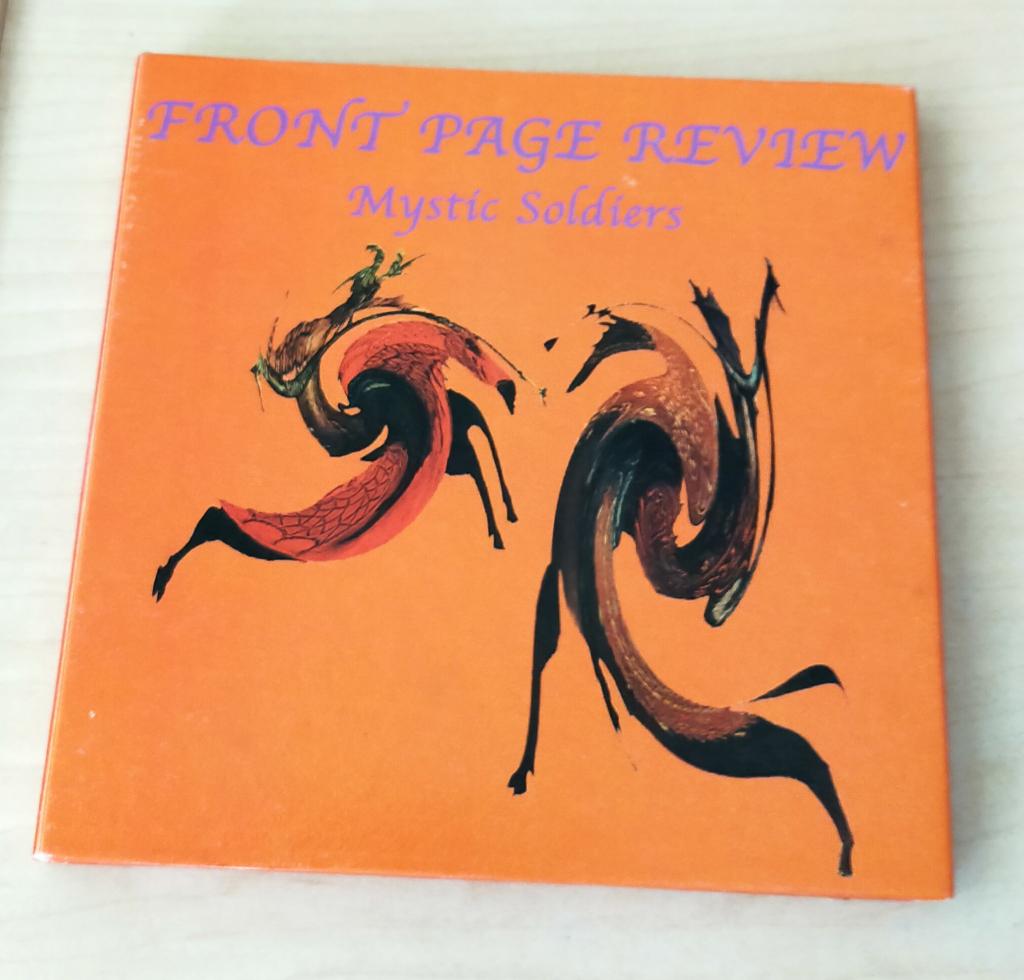 FRONT PAGE REVIEW
Mystic Soldiers